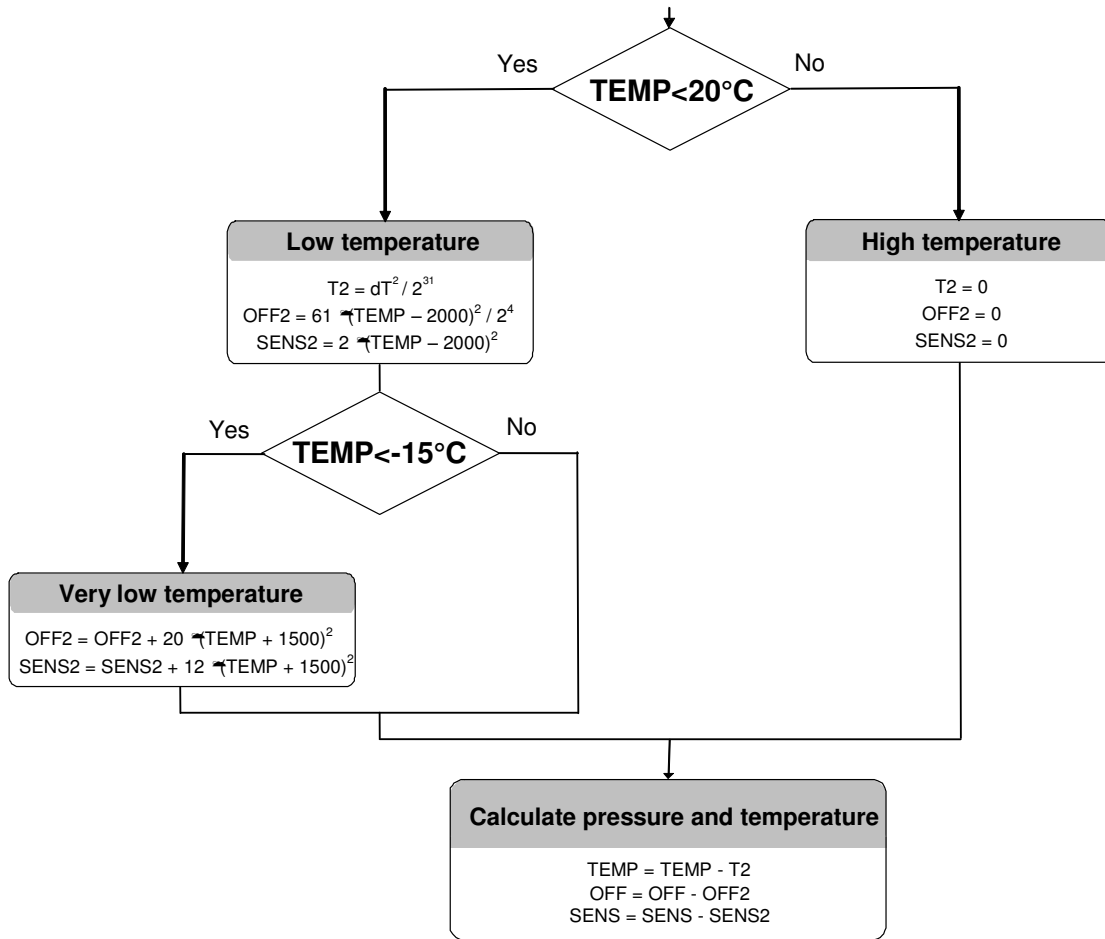 Yes
TEMP<20°C
No
Low temperature
T2 = dT² / 2³¹
OFF2 = 61 (TEMP – 2000)² / 2⁴
SENS2 = 2 (TEMP – 2000)²
High temperature
T2 = 0
OFF2 = 0
SENS2 = 0
Yes
TEMP<-15°C
No
Very low temperature
OFF2 = OFF2 + 20 (TEMP + 1500)²
SENS2 = SENS2 + 12 (TEMP + 1500)²
Calculate pressure and temperature
TEMP = TEMP - T2
OFF = OFF - OFF2
SENS = SENS - SENS2